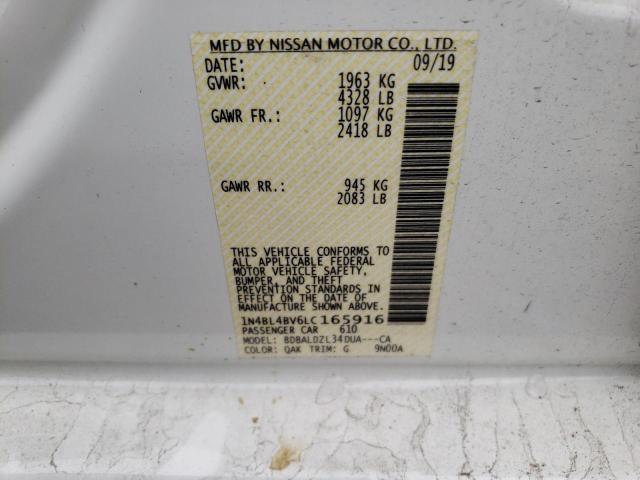 MFD BY NISSAN MOTOR CO., LTD.
DATE: 09/19
GVWR: 1963 KG
4328 LB
GAWR FR.: 1097 KG
2418 LB
GAWR RR.: 945 KG
2083 LB
THIS VEHICLE CONFORMS TO
ALL APPLICABLE FEDERAL
MOTOR VEHICLE SAFETY,
BUMPER, AND THEFT
PREVENTION STANDARDS IN
EFFECT ON THE DATE OF
MANUFACTURE SHOWN ABOVE.
1N4BL4BV6LC165916
PASSENGER CAR 610
MODEL: BDBALDZL34DUA---CA
COLOR: QAK TRIM: G 9N00A